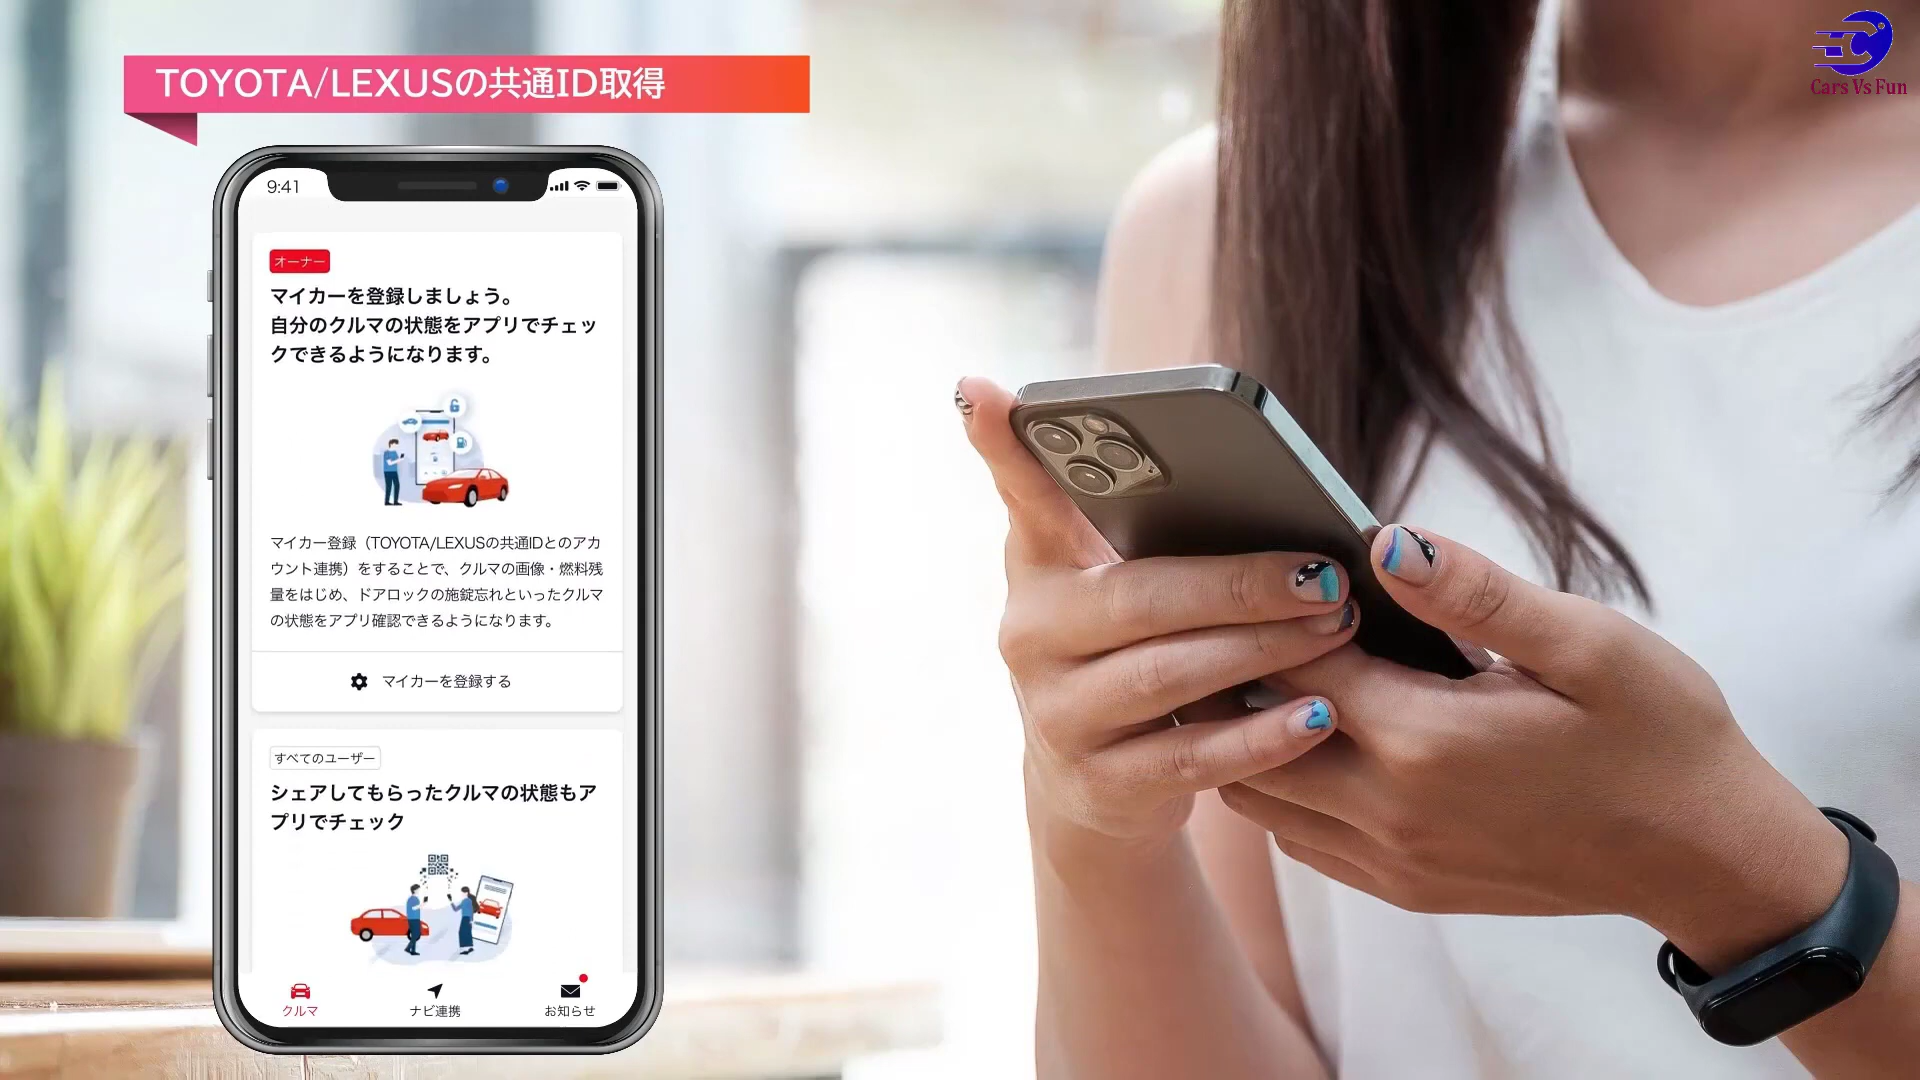 TOYOTA/LEXUSの共通ID取得
Cars Vs Fun
9:41
オーナー
マイカーを登録しましょう。
自分のクルマの状態をアプリでチェッ
クできるようになります。
マイカー登録（TOYOTA/LEXUSの共通IDとのアカ
ウント連携）をすることで、クルマの画像・燃料残
量をはじめ、ドアロックの施錠忘れといったクルマ
の状態をアプリ確認できるようになります。
マイカーを登録する
すべてのユーザー
シェアしてもらったクルマの状態もア
プリでチェック
クルマ
ナビ連携
お知らせ